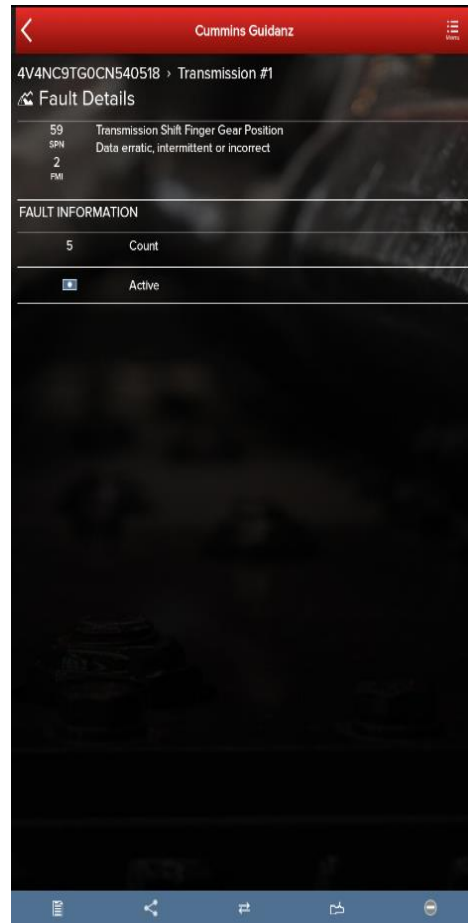 Cummins Guidanz
Menu
4V4NC9TG0CN540518 › Transmission #1
Fault Details
59 Transmission Shift Finger Gear Position
SPN Data erratic, intermittent or incorrect
2
FMI
FAULT INFORMATION
5 Count
Active